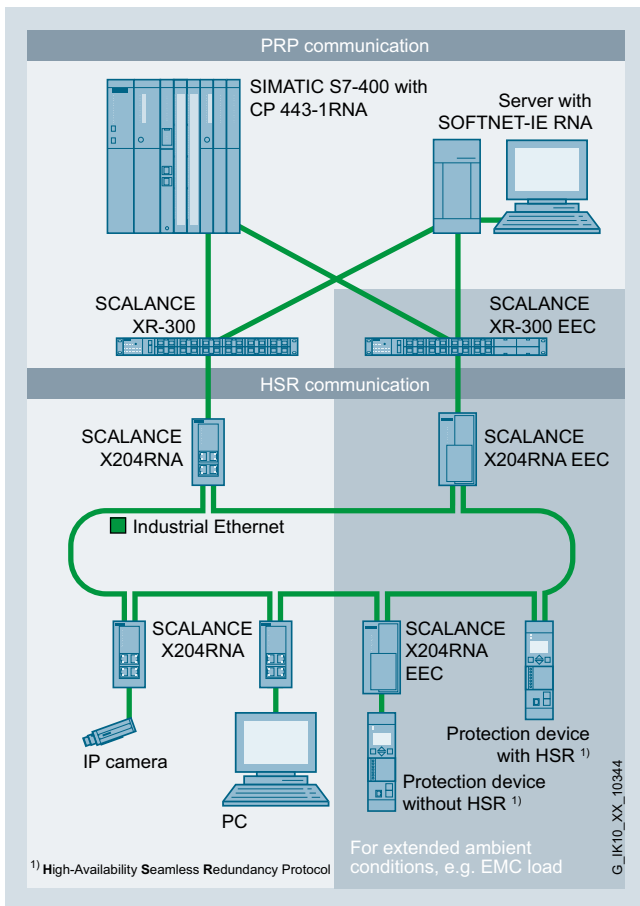 PRP communication
SIMATIC S7-400 with
CP 443-1RNA
Server with
SOFTNET-IE RNA
SCALANCE
XR-300
SCALANCE
XR-300 EEC
HSR communication
SCALANCE
X204RNA
SCALANCE
X204RNA EEC
Industrial Ethernet
SCALANCE
X204RNA
SCALANCE
X204RNA
EEC
IP camera
PC
Protection device
with HSR 1)
Protection device
without HSR 1)
1) High-Availability Seamless Redundancy Protocol
For extended ambient
conditions, e.g. EMC load
G_IK10_XX_10344